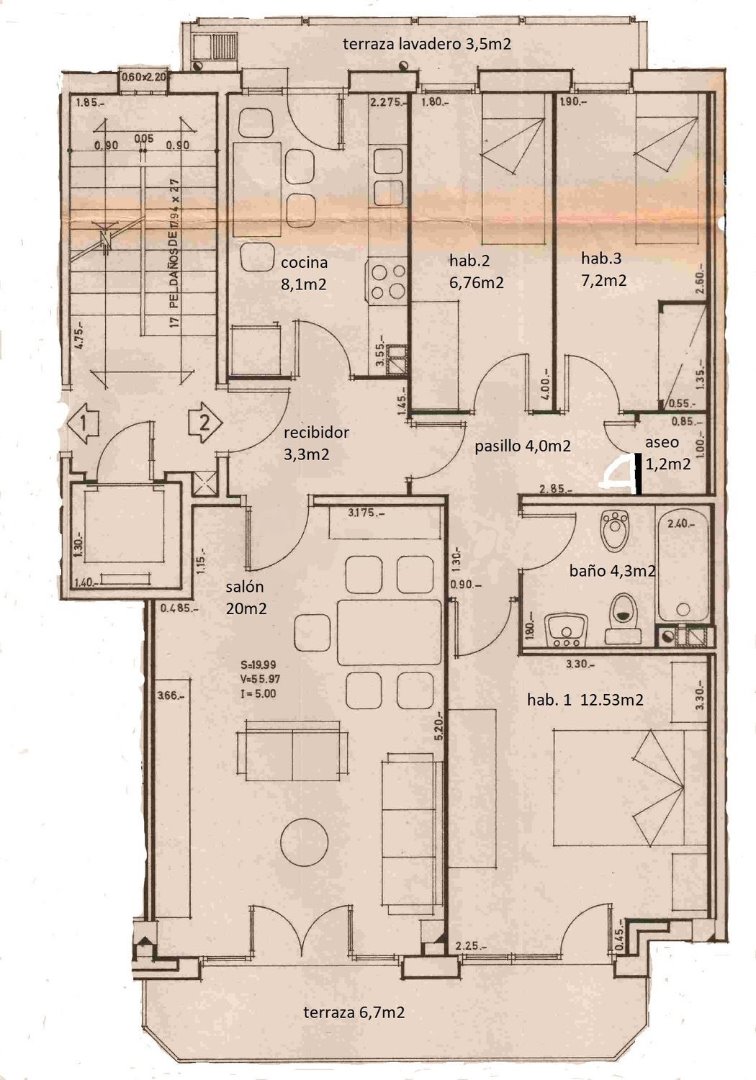 terraza lavadero 3,5m2
0,60x2,20
1.85.-
2.275.-
1.80.-
1.90.-
0.05
0.90
0.90
17 PELDAÑOS DE 17.94 x 27
cocina
8,1m2
hab.2
6,76m2
hab.3
7,2m2
2.60.-
4.75.-
3.55.-
4.00.-
1.35.-
0.55.-
1.45.-
0.85.-
1
2
recibidor
3,3m2
pasillo 4,0m2
aseo
1,2m2
1.00.-
2.85.-
3.175.-
2.40.-
1.30.-
1.40.-
1.15.-
1.30.-
0.90.-
baño 4,3m2
salón
20m2
0.485.-
1.80.-
S=19.99
V=55.97
I = 5.00
3.30.-
3.66.-
hab. 1  12.53m2
3.30.-
5.20.-
2.25.-
0.45.-
terraza 6,7m2